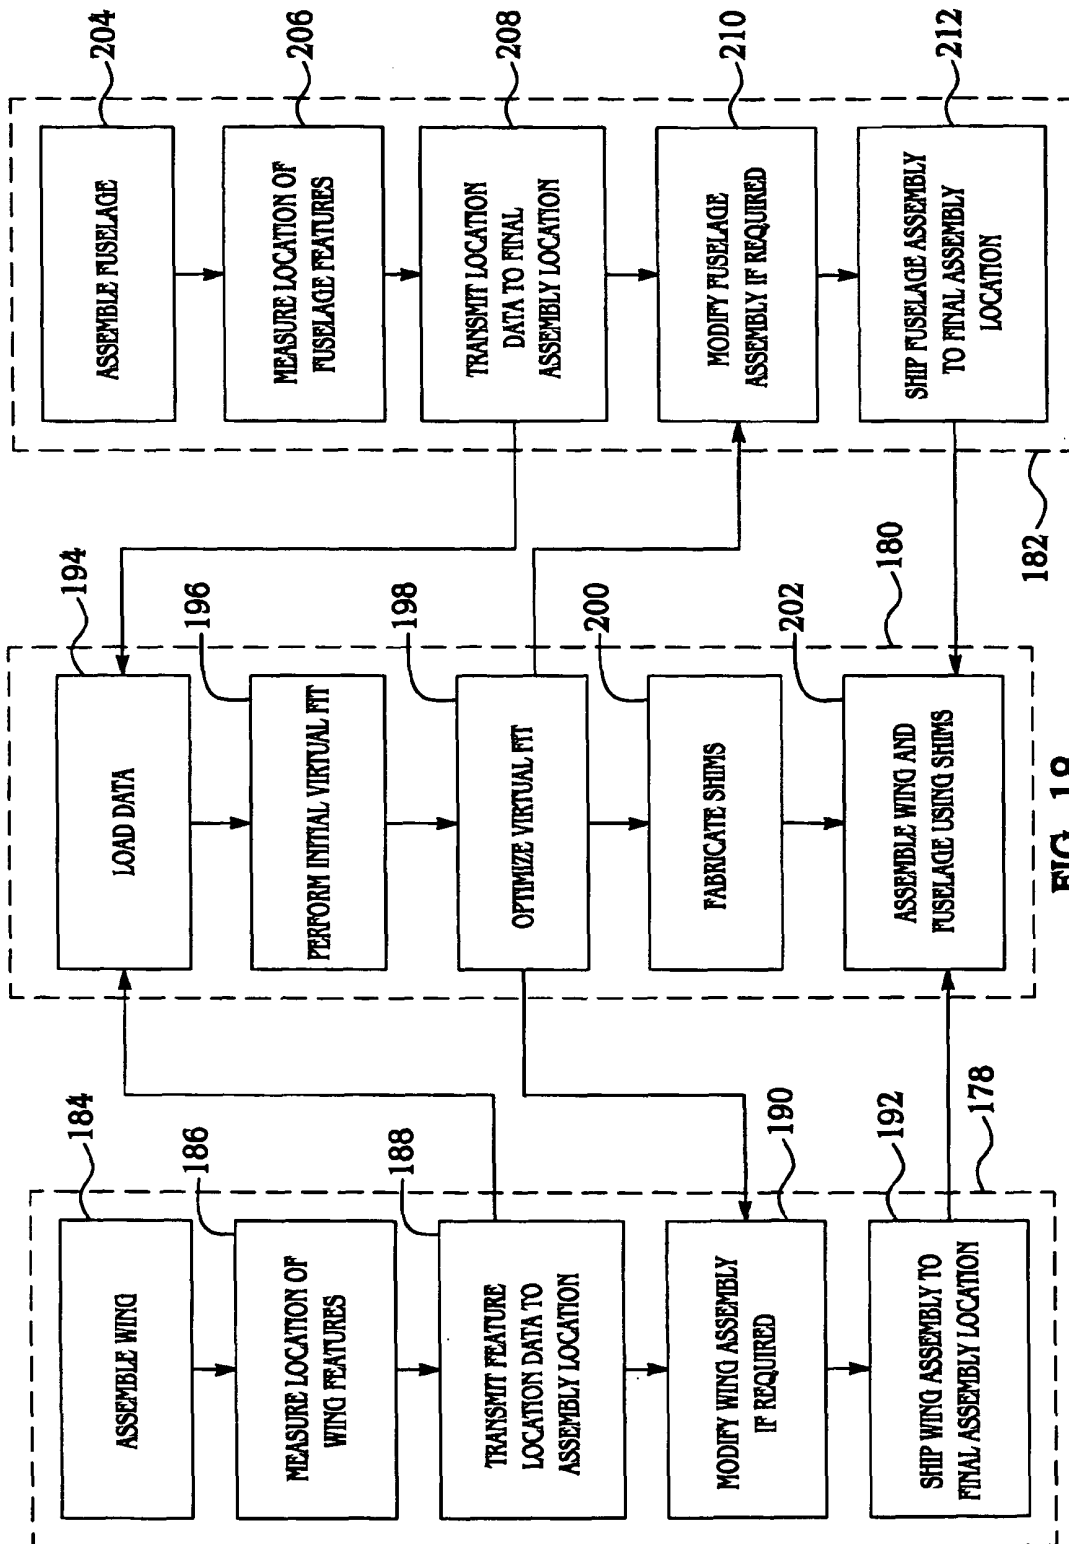 184
ASSEMBLE WING
186
MEASURE LOCATION OF
WING FEATURES
188
TRANSMIT FEATURE
LOCATION DATA TO
ASSEMBLY LOCATION
190
MODIFY WING ASSEMBLY
IF REQUIRED
192
SHIP WING ASSEMBLY TO
FINAL ASSEMBLY LOCATION
178
194
LOAD DATA
196
PERFORM INITIAL VIRTUAL FIT
198
OPTIMIZE VIRTUAL FIT
200
FABRICATE SHIMS
202
ASSEMBLE WING AND
FUSELAGE USING SHIMS
180
204
ASSEMBLE FUSELAGE
206
MEASURE LOCATION OF
FUSELAGE FEATURES
208
TRANSMIT LOCATION
DATA TO FINAL
ASSEMBLY LOCATION
210
MODIFY FUSELAGE
ASSEMBLY IF REQUIRED
212
SHIP FUSELAGE ASSEMBLY
TO FINAL ASSEMBLY
LOCATION
182
FIG.